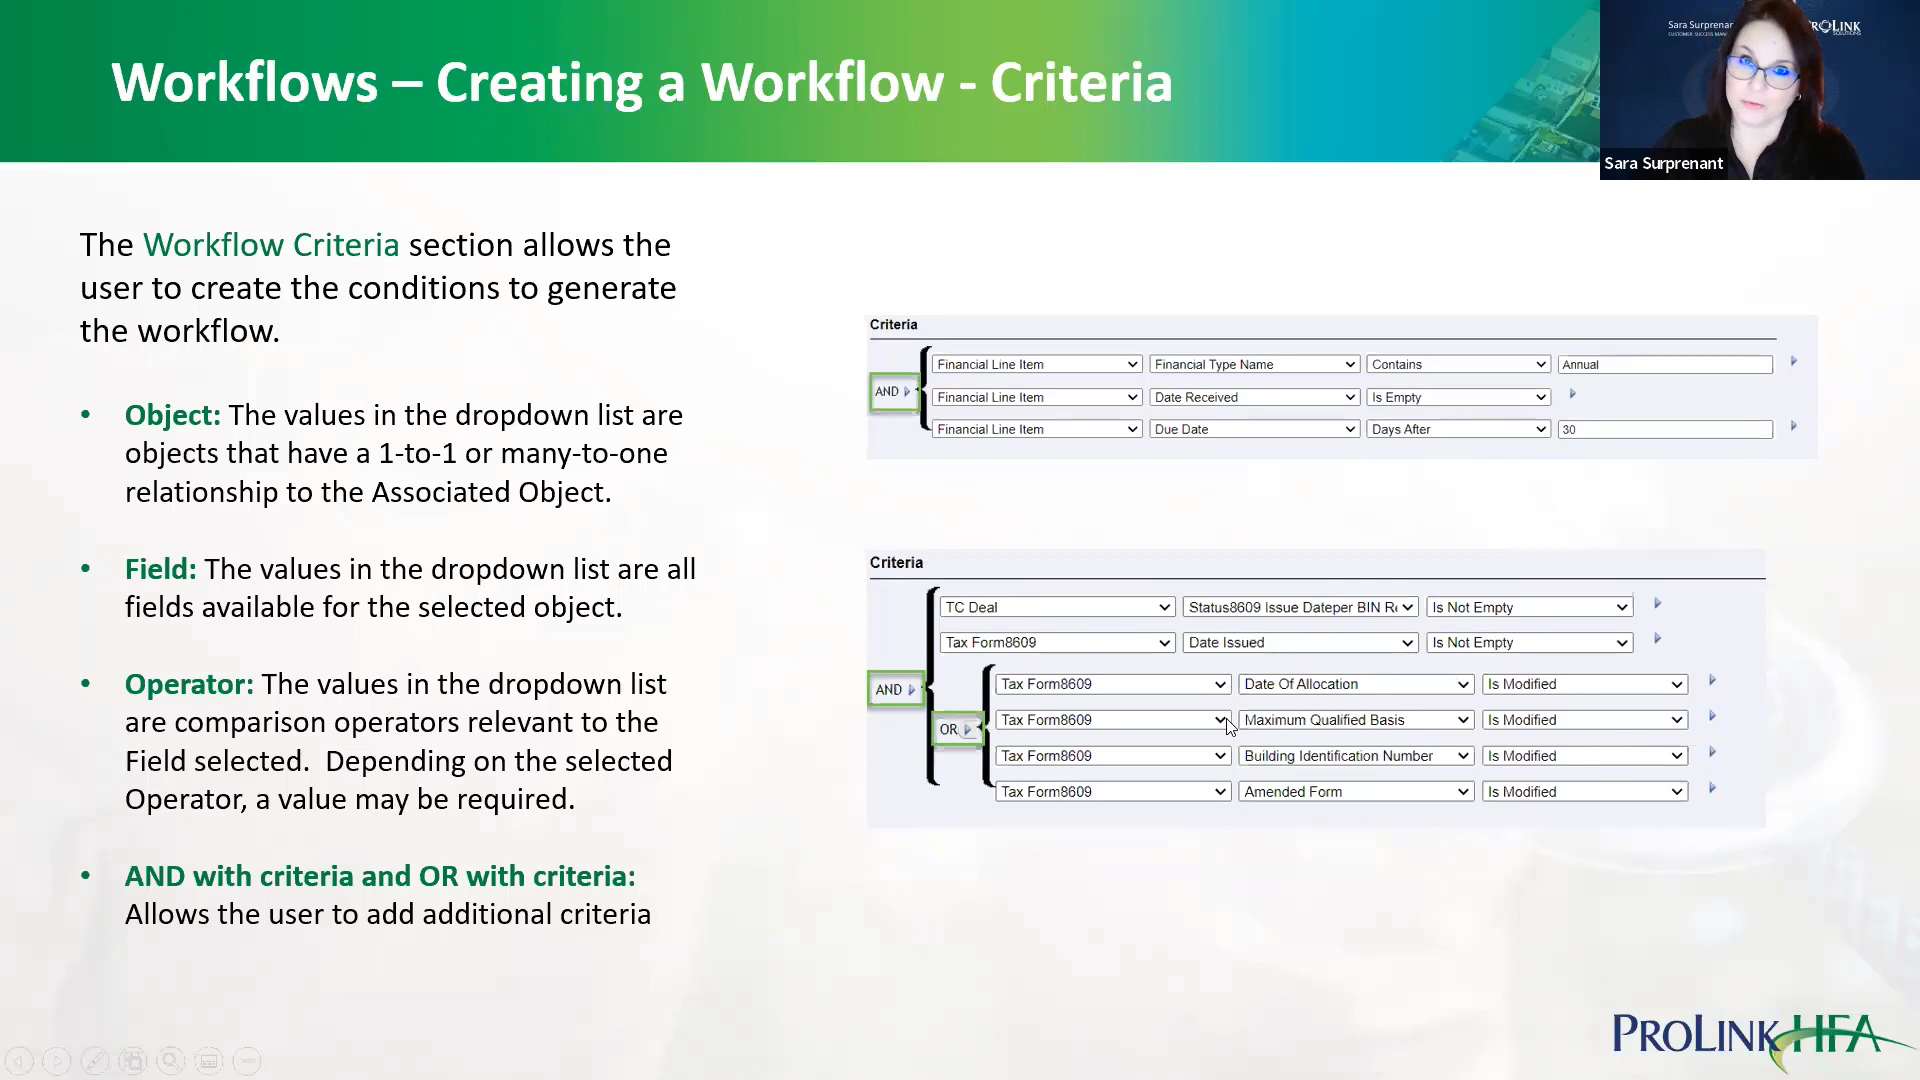 Workflows – Creating a Workflow - Criteria
Sara Surprenant
The Workflow Criteria section allows the
user to create the conditions to generate
the workflow.
• Object: The values in the dropdown list are
objects that have a 1-to-1 or many-to-one
relationship to the Associated Object.
• Field: The values in the dropdown list are all
fields available for the selected object.
• Operator: The values in the dropdown list
are comparison operators relevant to the
Field selected. Depending on the selected
Operator, a value may be required.
• AND with criteria and OR with criteria:
Allows the user to add additional criteria
Criteria
AND
Financial Line Item Financial Type Name Contains Annual
Financial Line Item Date Received Is Empty
Financial Line Item Due Date Days After 30
Criteria
AND
TC Deal Status8609 Issue Dateper BIN Is Not Empty
Tax Form8609 Date Issued Is Not Empty
OR
Tax Form8609 Date Of Allocation Is Modified
Tax Form8609 Maximum Qualified Basis Is Modified
Tax Form8609 Building Identification Number Is Modified
Tax Form8609 Amended Form Is Modified
PROLINK HFA